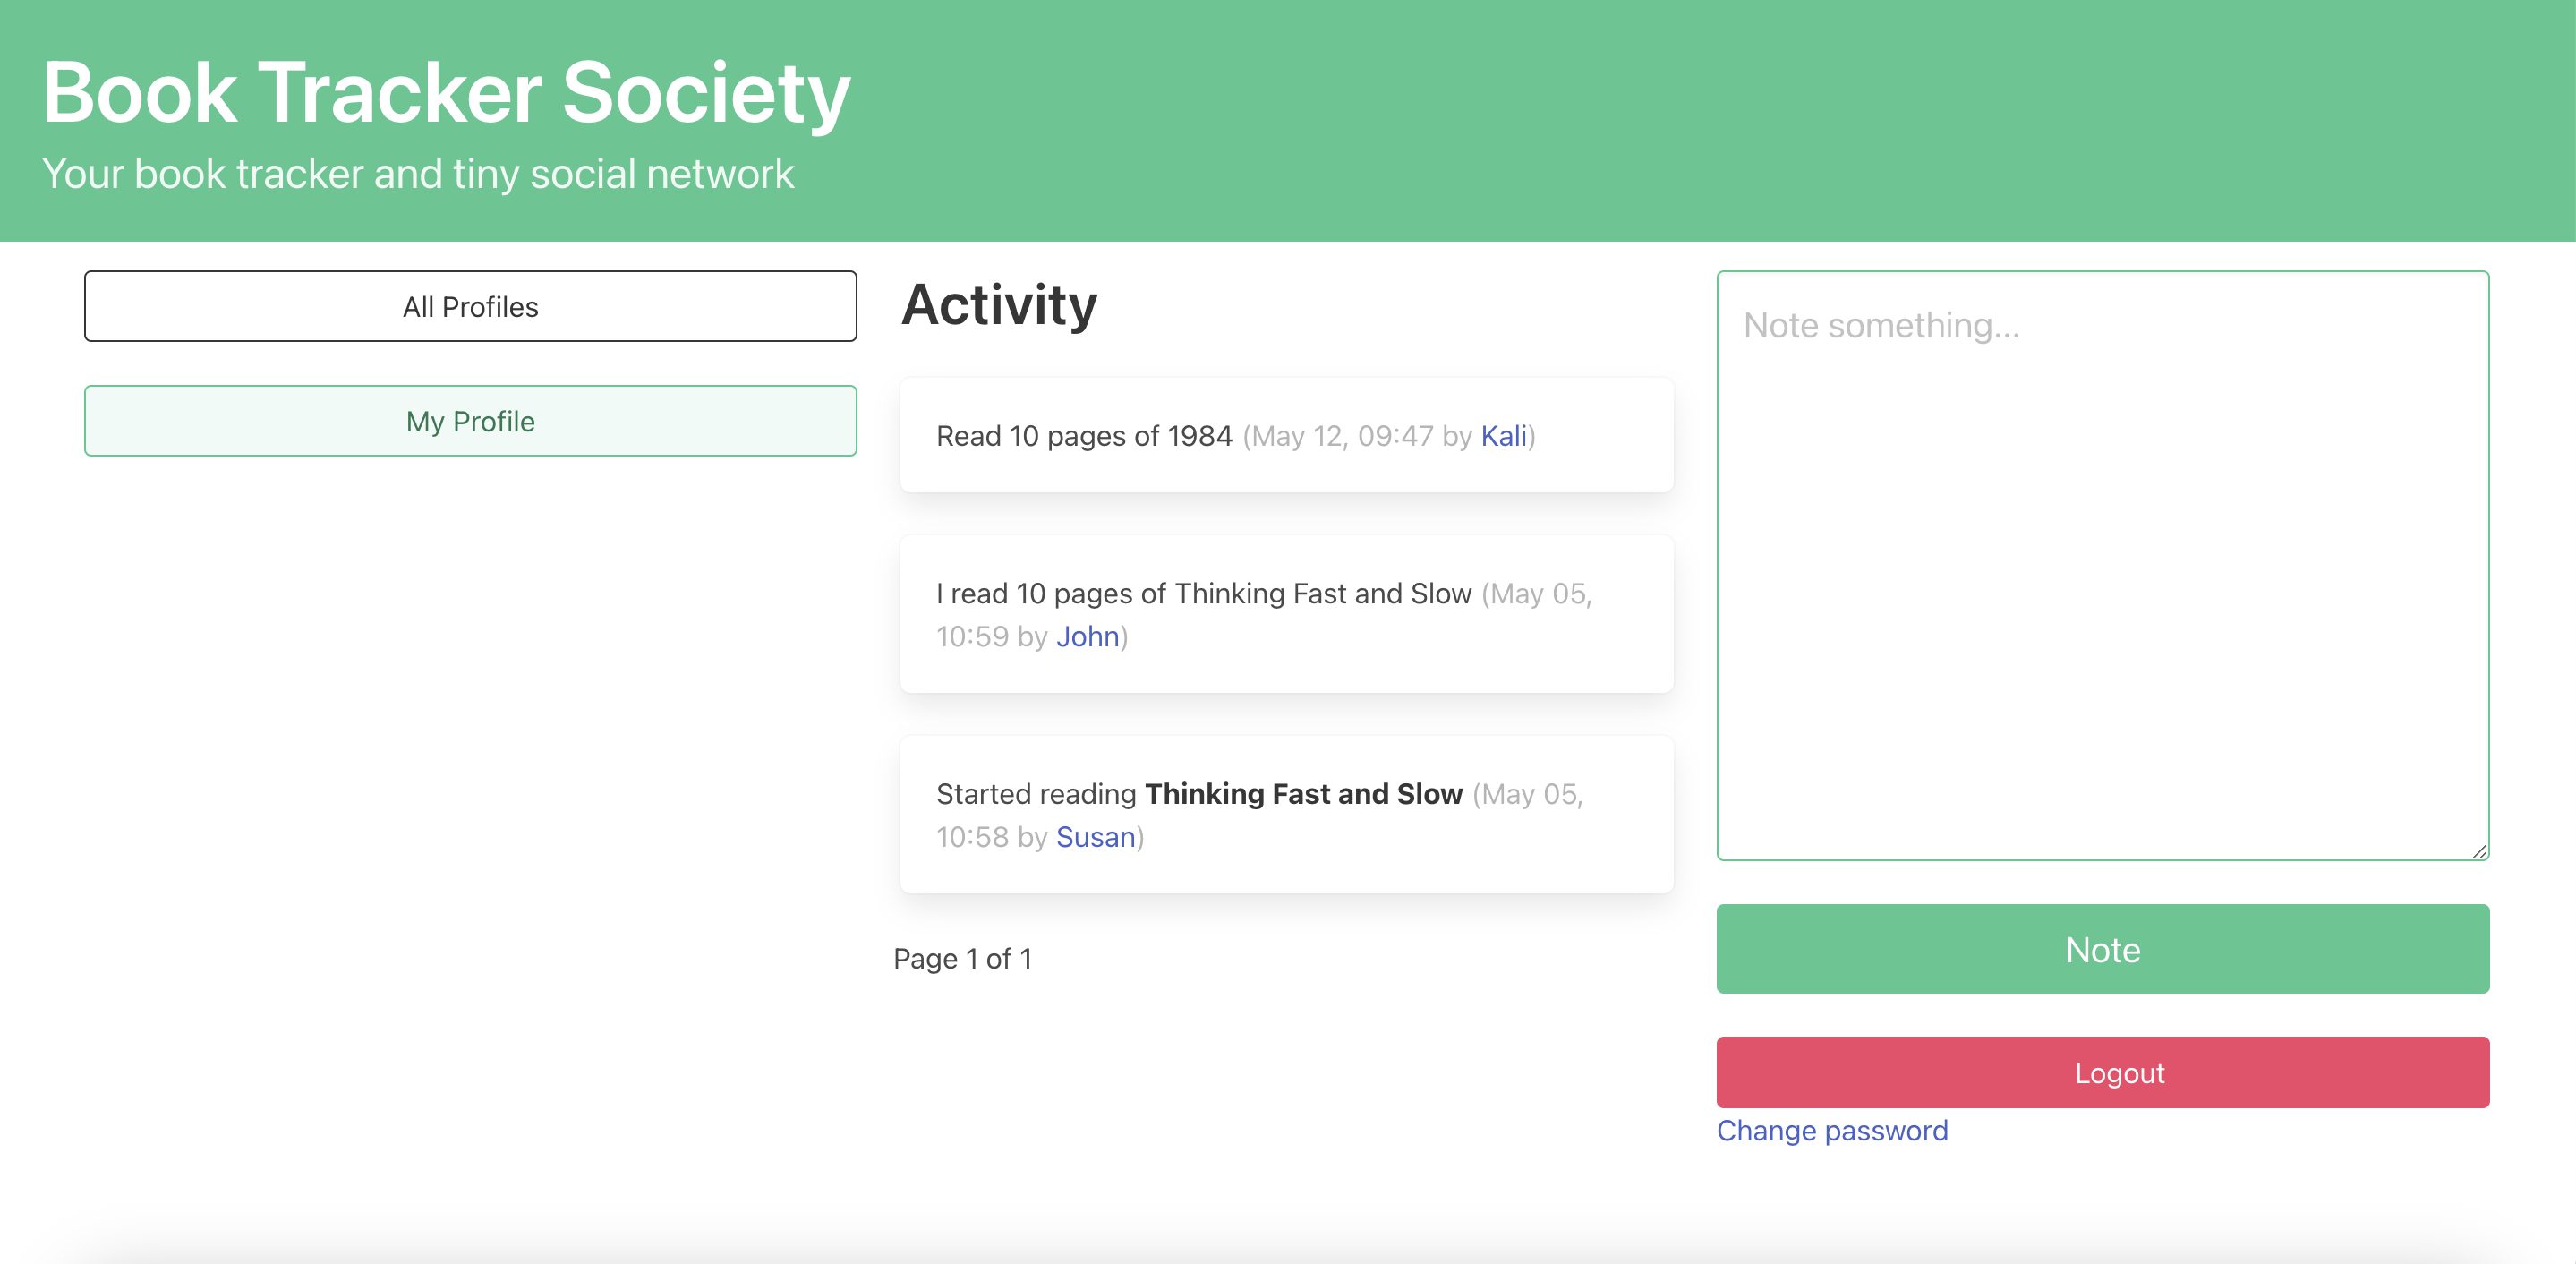 Book Tracker Society
Your book tracker and tiny social network
All Profiles
My Profile
Activity
Read 10 pages of 1984 (May 12, 09:47 by Kali)
I read 10 pages of Thinking Fast and Slow (May 05,
10:59 by John)
Started reading Thinking Fast and Slow (May 05,
10:58 by Susan)
Page 1 of 1
Note something...
Note
Logout
Change password